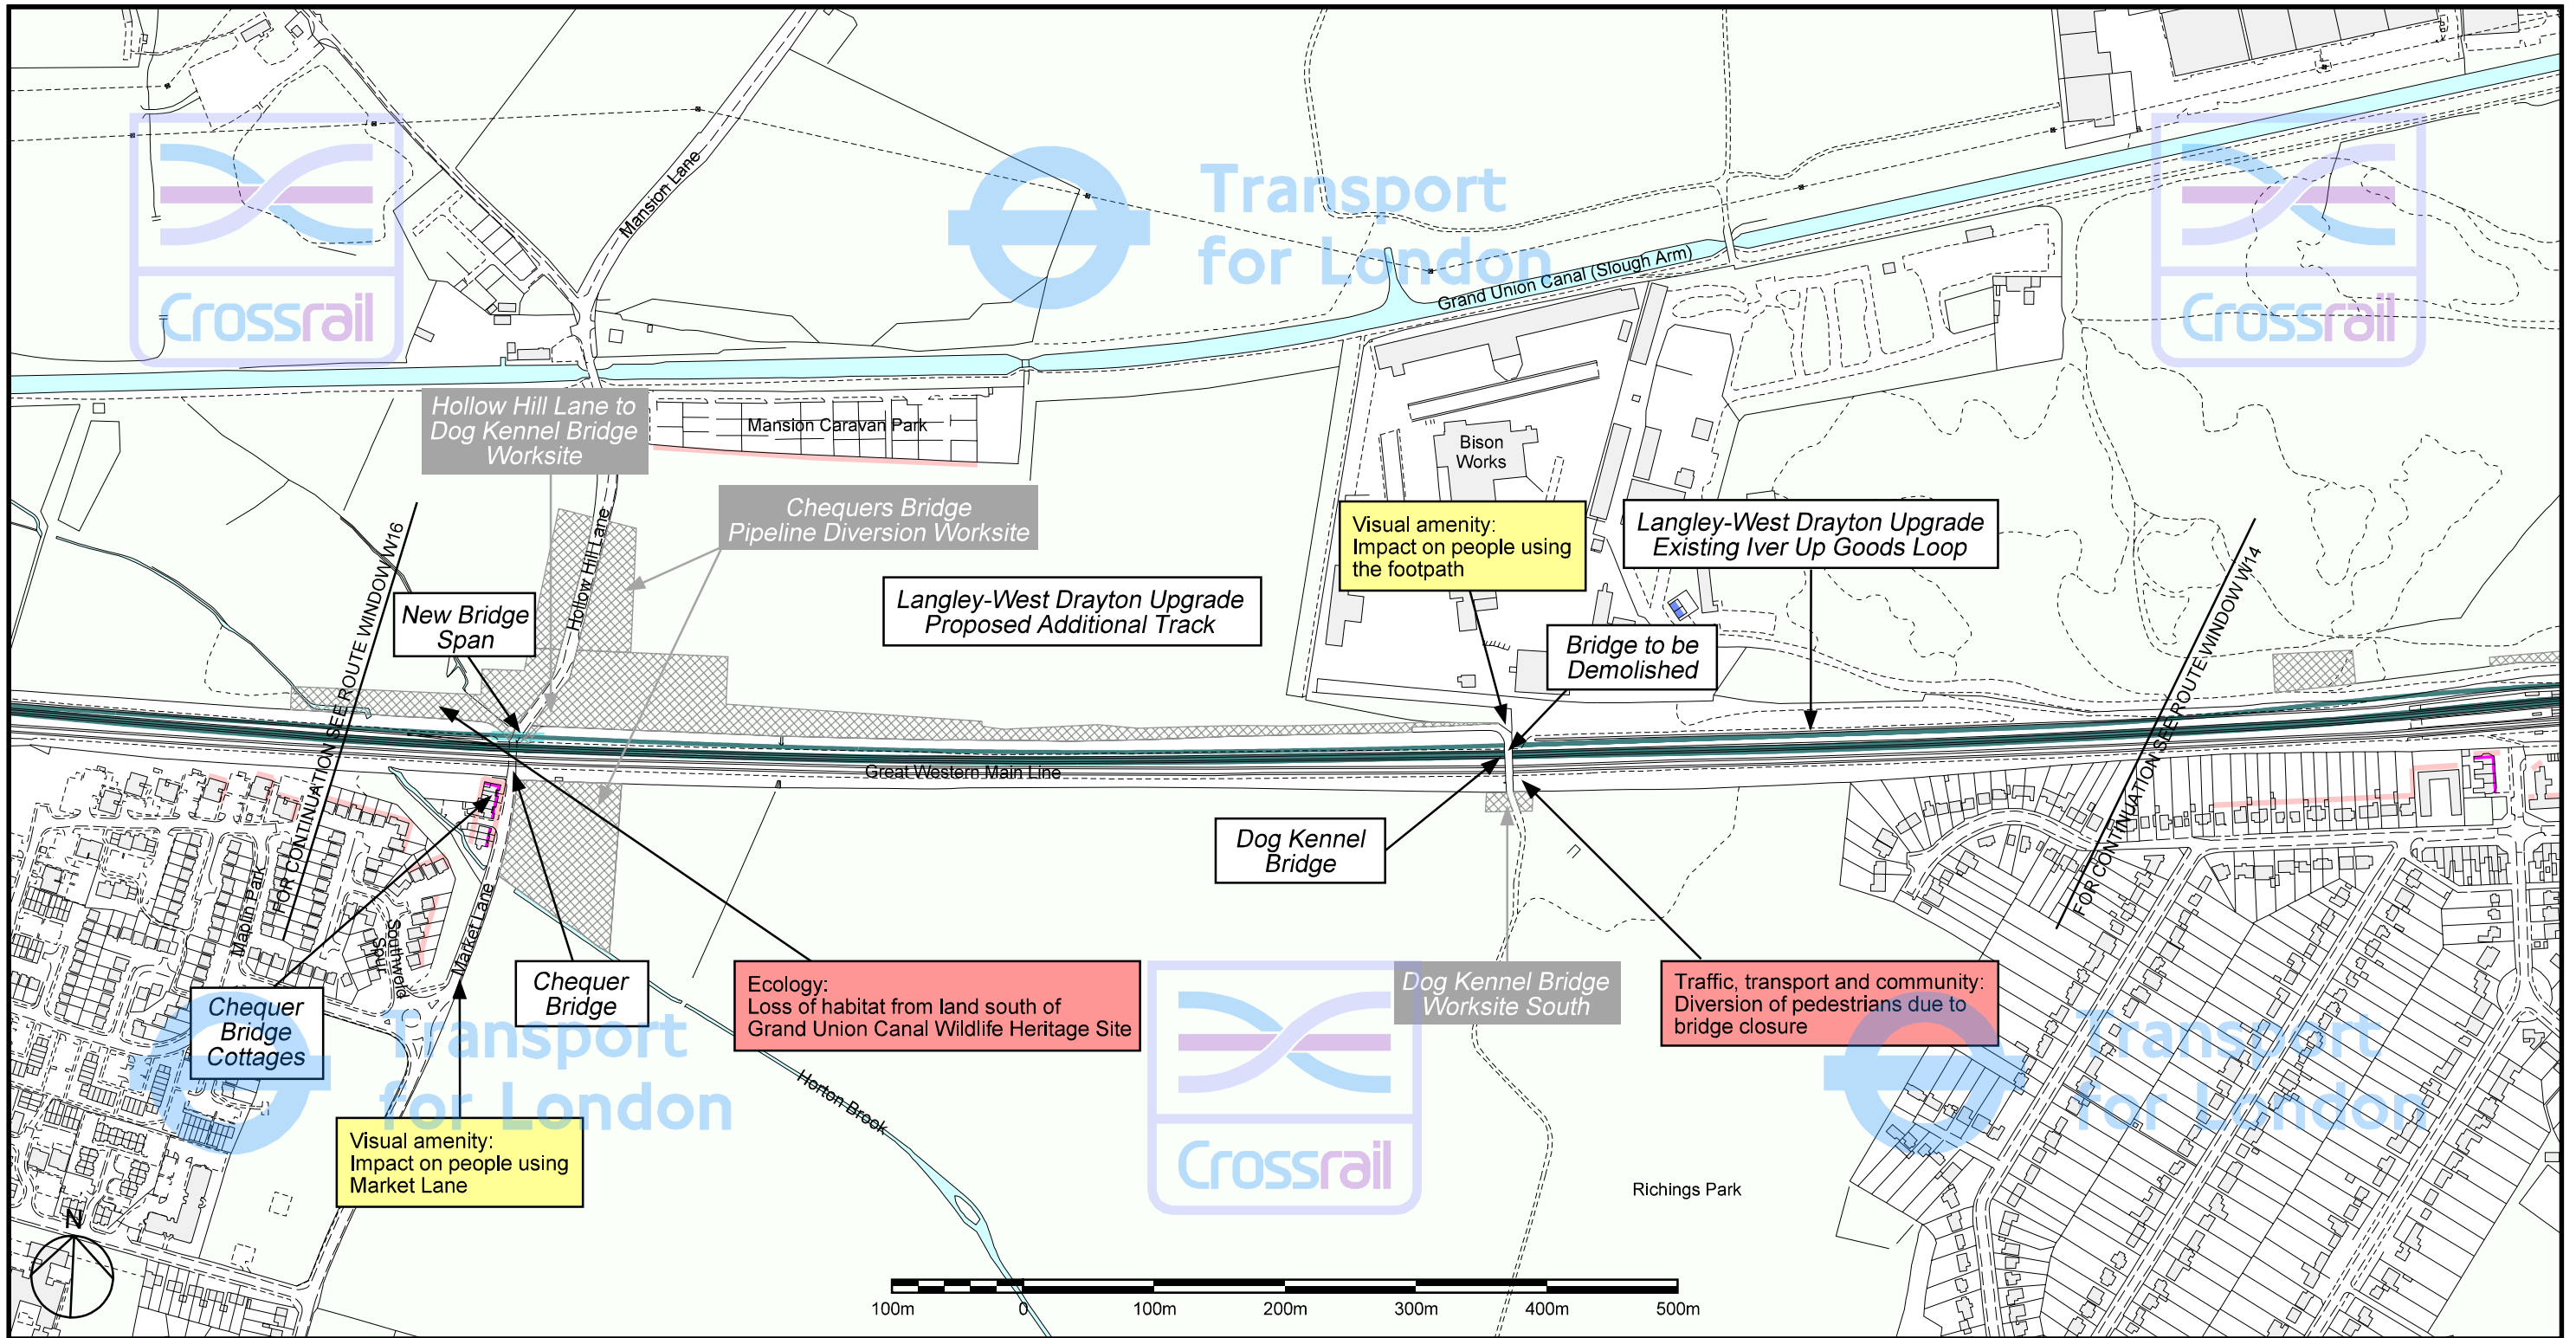 Mansion Lane
Transport
for London
Crossrail
Crossrail
Grand Union Canal (Slough Arm)
Hollow Hill Lane to
Dog Kennel Bridge
Worksite
Mansion Caravan Park
Bison
Works
Chequers Bridge
Pipeline Diversion Worksite
Hollow Hill Lane
FOR CONTINUATION SEE ROUTE WINDOW W16
Visual amenity:
Impact on people using
the footpath
Langley-West Drayton Upgrade
Existing Iver Up Goods Loop
New Bridge
Span
Langley-West Drayton Upgrade
Proposed Additional Track
Bridge to be
Demolished
FOR CONTINUATION SEE ROUTE WINDOW W14
Great Western Main Line
Dog Kennel
Bridge
Maplin Park
Southwold
Spur
Market Lane
Chequer
Bridge
Cottages
Chequer
Bridge
Ecology:
Loss of habitat from land south of
Grand Union Canal Wildlife Heritage Site
Dog Kennel Bridge
Worksite South
Traffic, transport and community:
Diversion of pedestrians due to
bridge closure
Transport
for London
Crossrail
Transport
for London
Horton Brook
Visual amenity:
Impact on people using
Market Lane
Richings Park
N
100m 0 100m 200m 300m 400m 500m